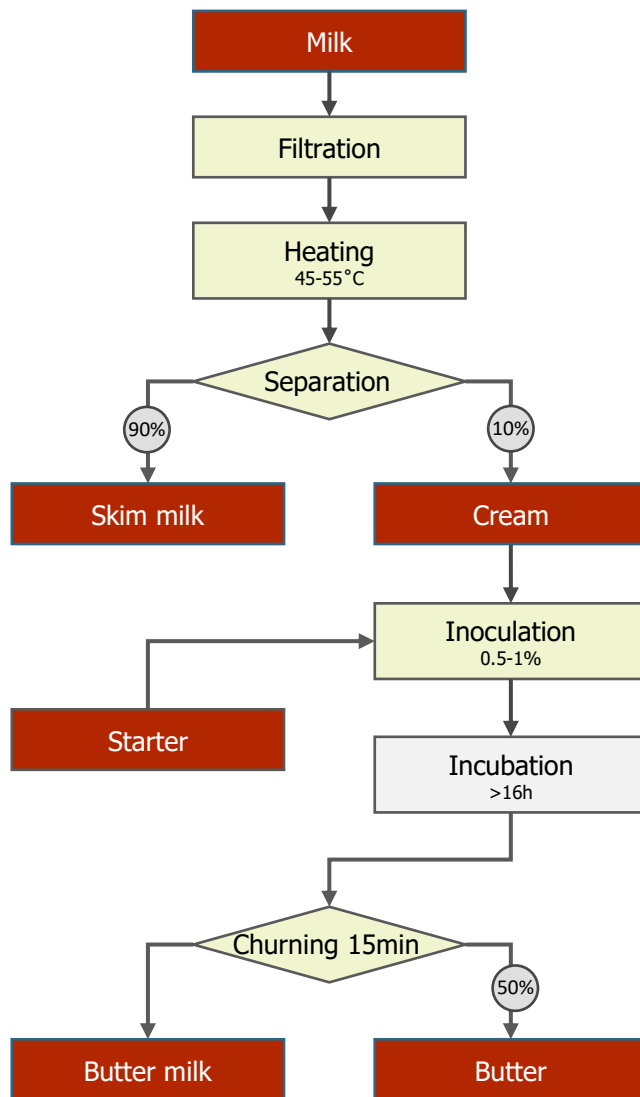 Milk
Filtration
Heating
45-55˚C
Separation
90%
10%
Skim milk
Cream
Inoculation
0.5-1%
Starter
Incubation
>16h
Churning 15min
50%
Butter milk
Butter